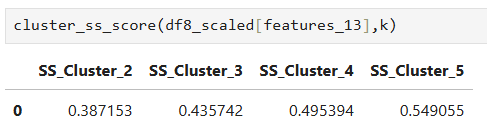 cluster_ss_score(df8_scaled[features_13],k)
SS_Cluster_2 SS_Cluster_3 SS_Cluster_4 SS_Cluster_5
0 0.387153 0.435742 0.495394 0.549055